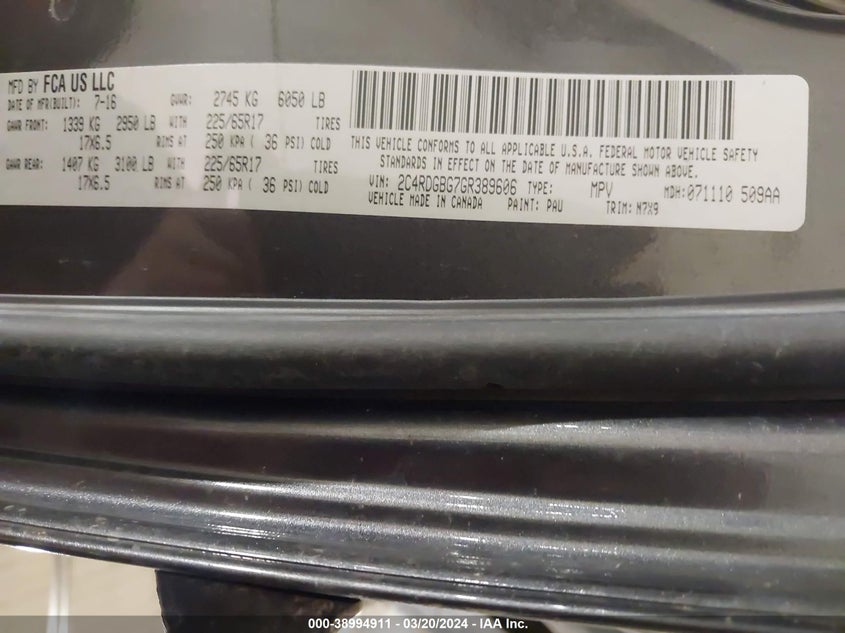 MFD BY FCA US LLC
DATE OF MFR(BUILT): 7-16 GVWR: 2745 KG 6050 LB
GAWR FRONT: 1339 KG 2950 LB WITH 225/65R17 TIRES
17X6.5 RIMS AT 250 KPA ( 36 PSI) COLD
GAWR REAR: 1407 KG 3100 LB WITH 225/65R17 TIRES
17X6.5 RIMS AT 250 KPA ( 36 PSI) COLD
THIS VEHICLE CONFORMS TO ALL APPLICABLE U.S.A. FEDERAL MOTOR VEHICLE SAFETY
STANDARDS IN EFFECT ON THE DATE OF MANUFACTURE SHOWN ABOVE.
VIN: 2C4RDGBG7GR389606 TYPE: MPV MDH:071110 509AA
VEHICLE MADE IN CANADA PAINT: PAU TRIM: N7X9
000-38994911 - 03/20/2024 - IAA Inc.